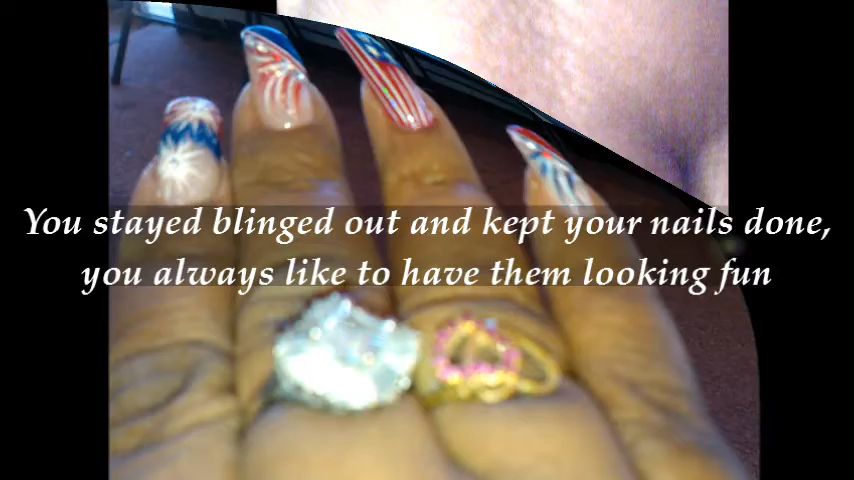 You stayed blinged out and kept your nails done,
you always like to have them looking fun